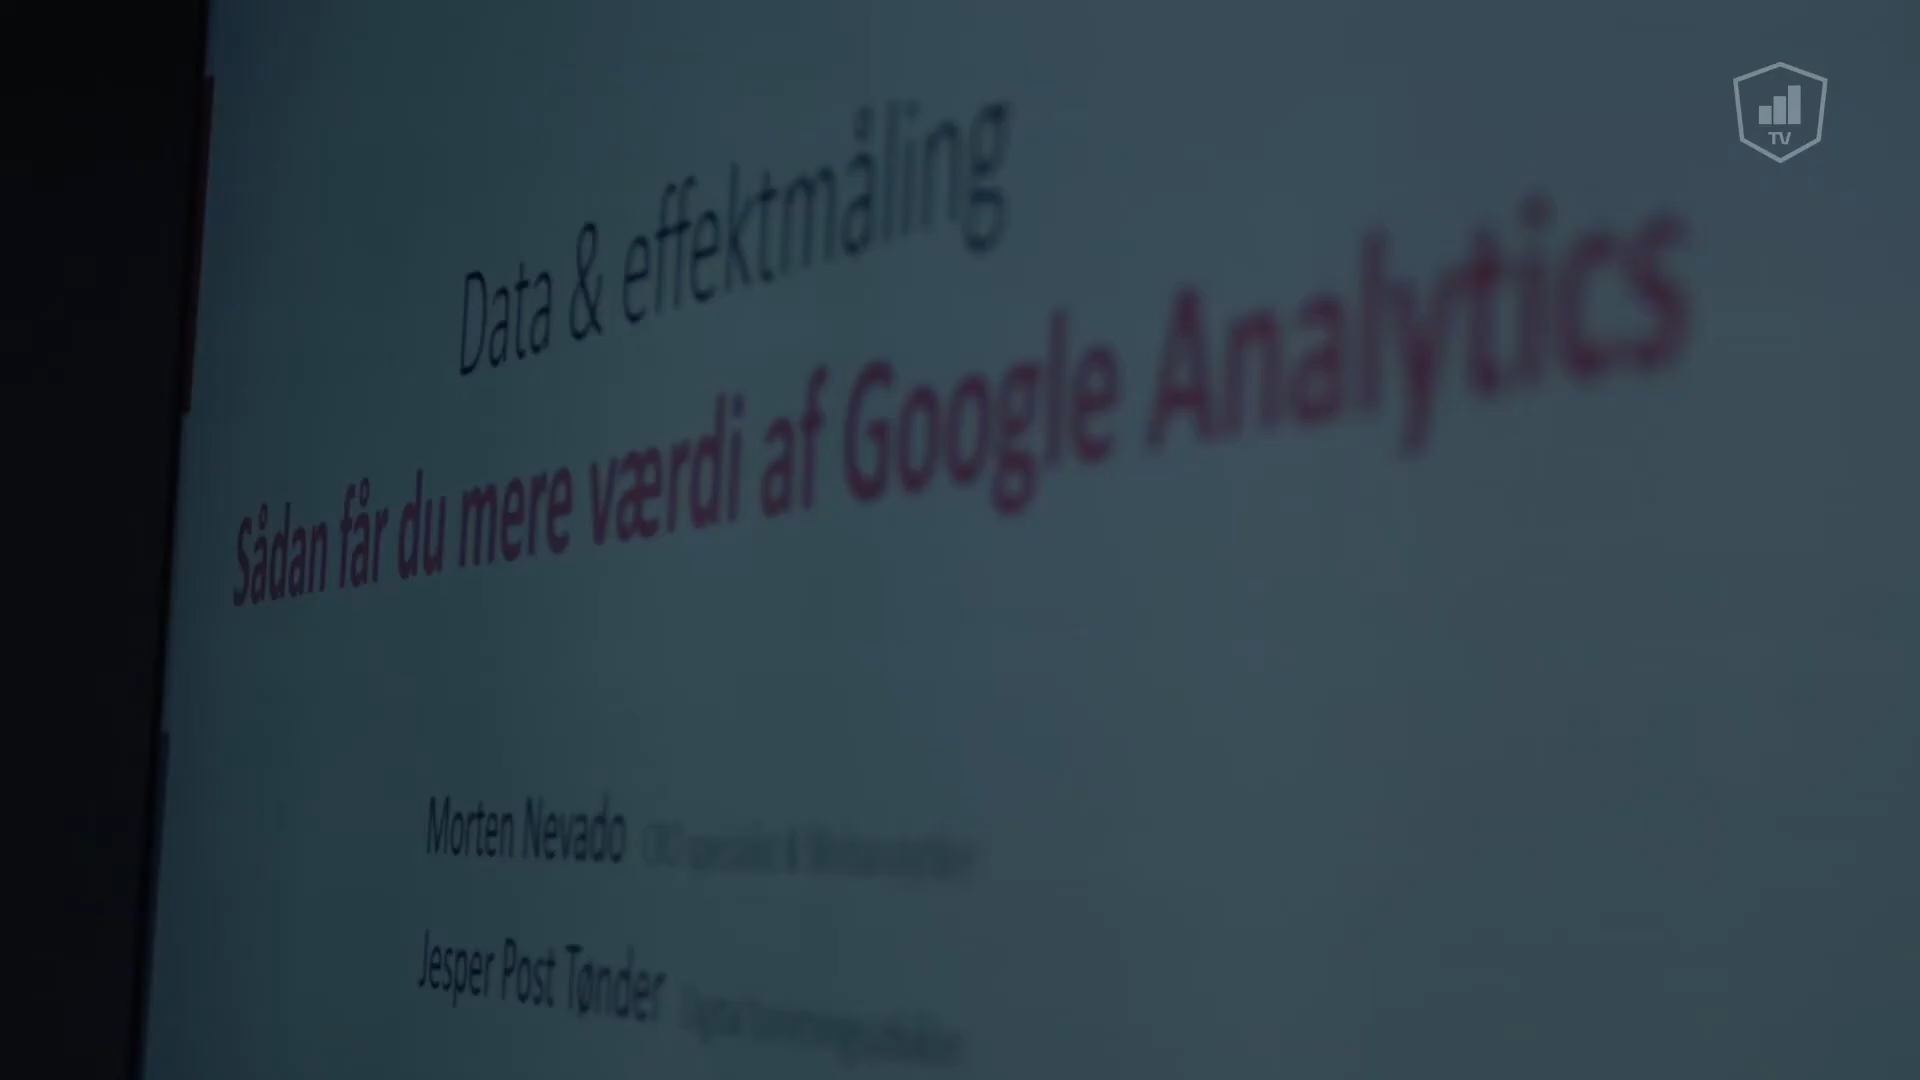 TV
Data & effektmåling
Sådan får du mere værdi af Google Analytics
Morten Nevado
Jesper Post Tønder